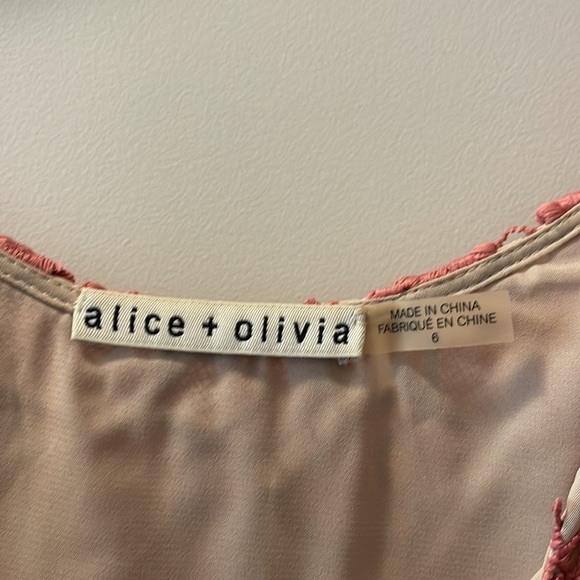 alice + olivia
MADE IN CHINA
FABRIQUÉ EN CHINE
6